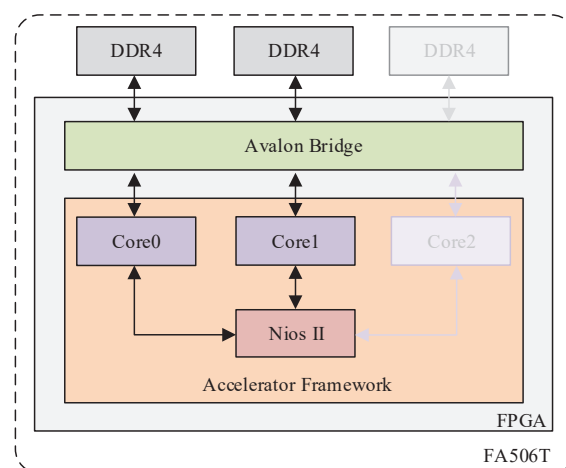 DDR4 DDR4 DDR4
Avalon Bridge
Core0 Core1 Core2
Nios II
Accelerator Framework
FPGA
FA506T